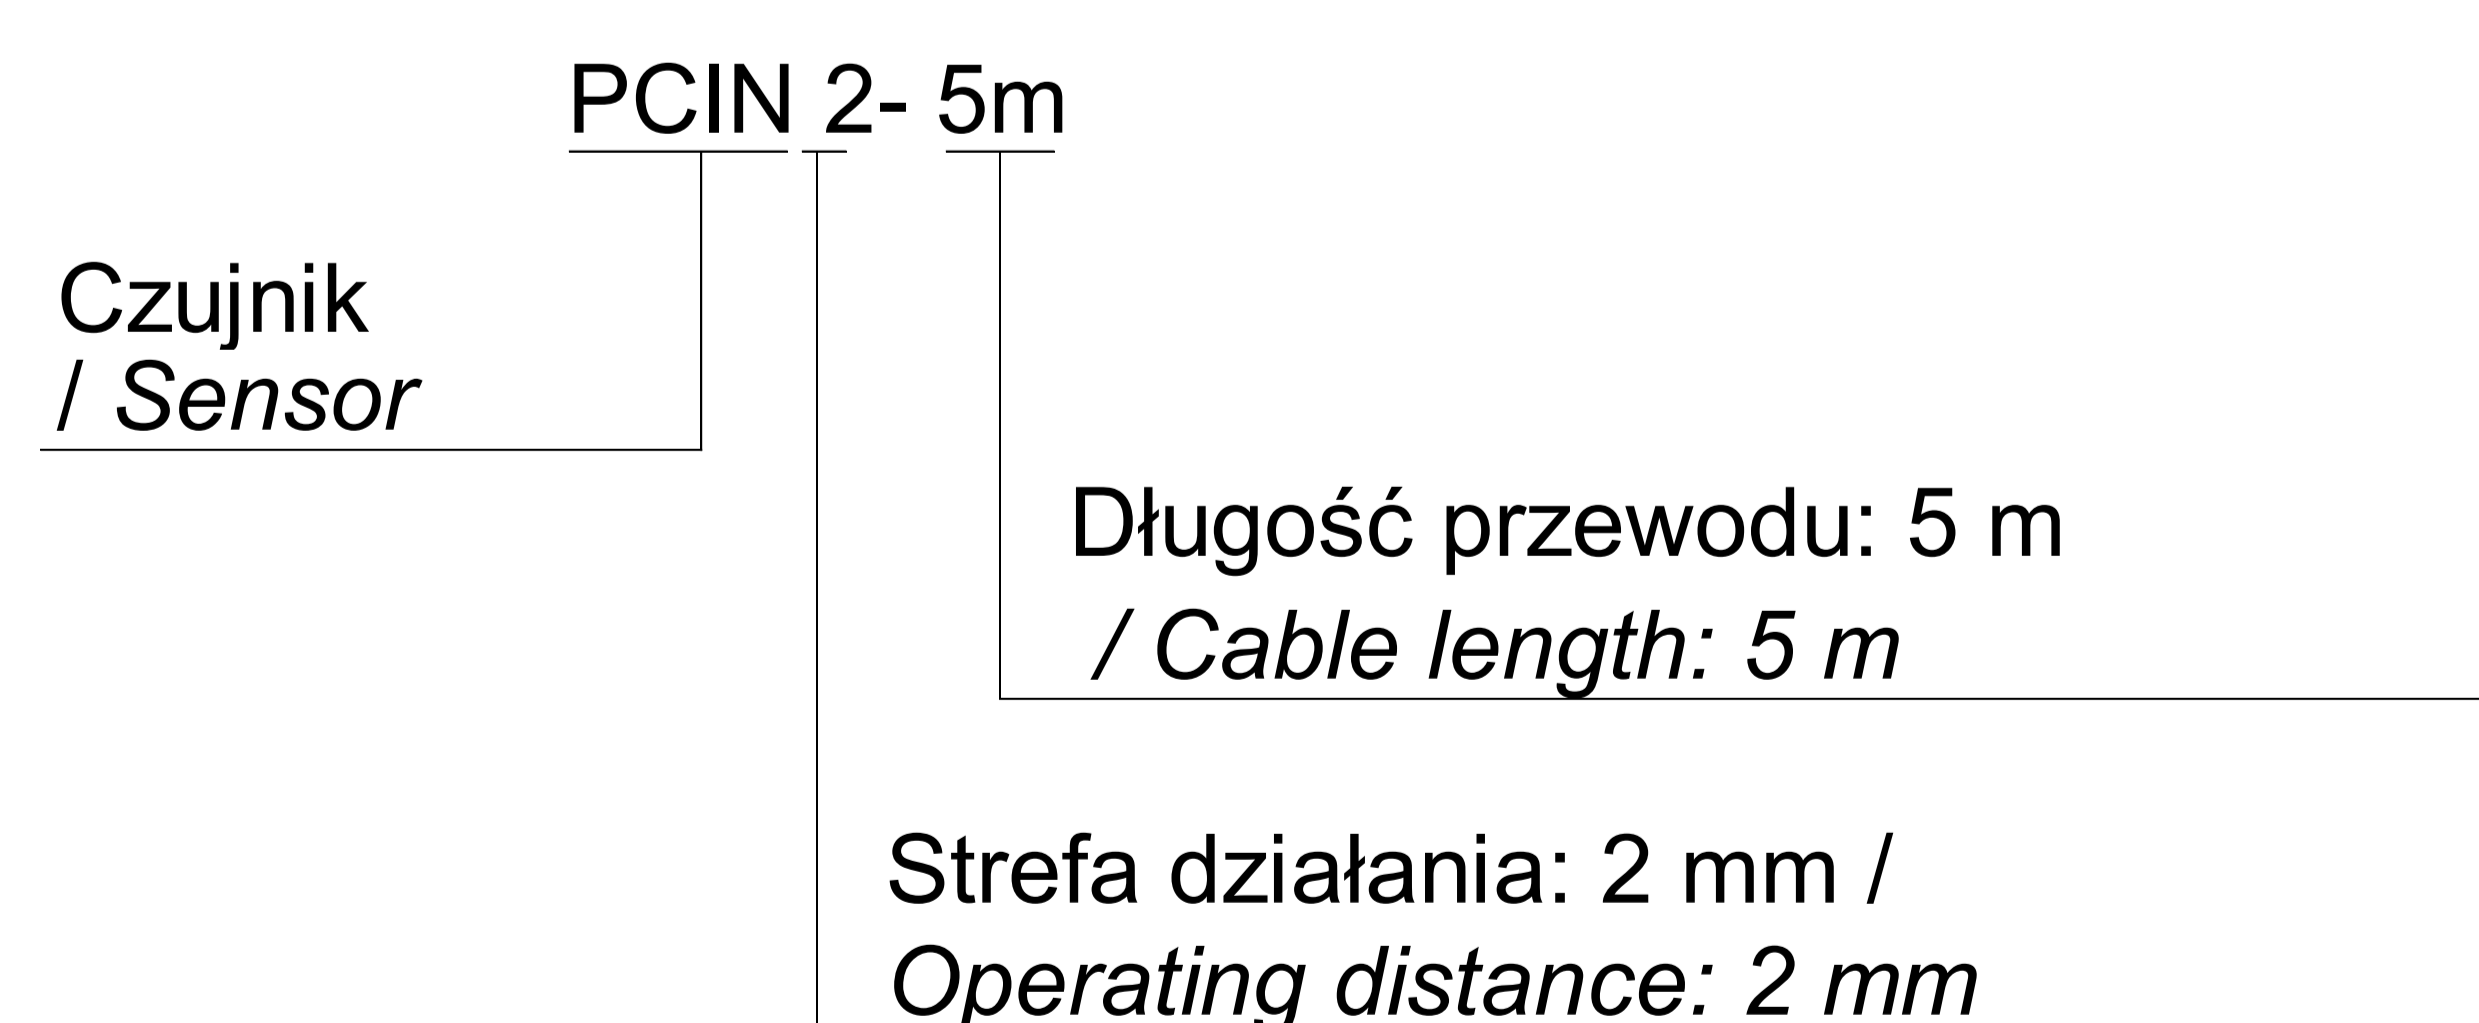 PCIN 2- 5m
Czujnik
/ Sensor
Długość przewodu: 5 m
/ Cable length: 5 m
Strefa działania: 2 mm /
Operating distance: 2 mm